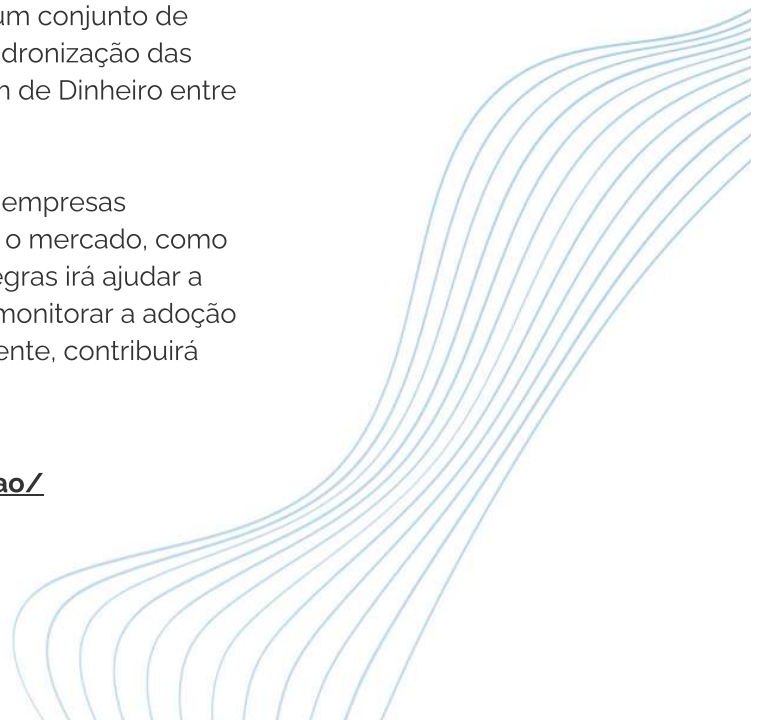 um conjunto de
dronização das
de Dinheiro entre
empresas
o mercado, como
egras irá ajudar a
monitorar a adoção
ente, contribuirá
ao/